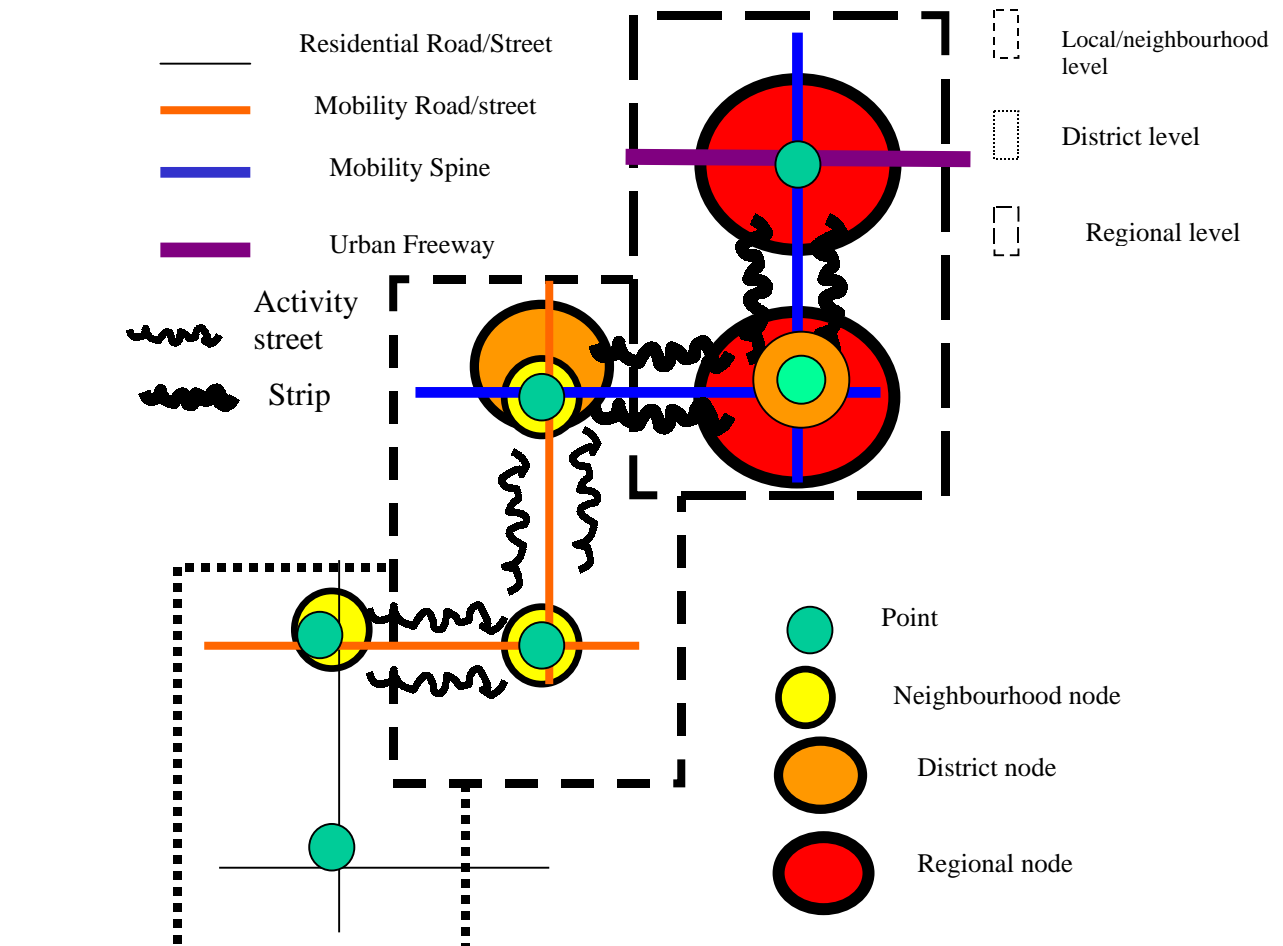 Residential Road/Street
Mobility Road/street
Mobility Spine
Urban Freeway
Activity
street
Strip
Local/neighbourhood
level
District level
Regional level
Point
Neighbourhood node
District node
Regional node